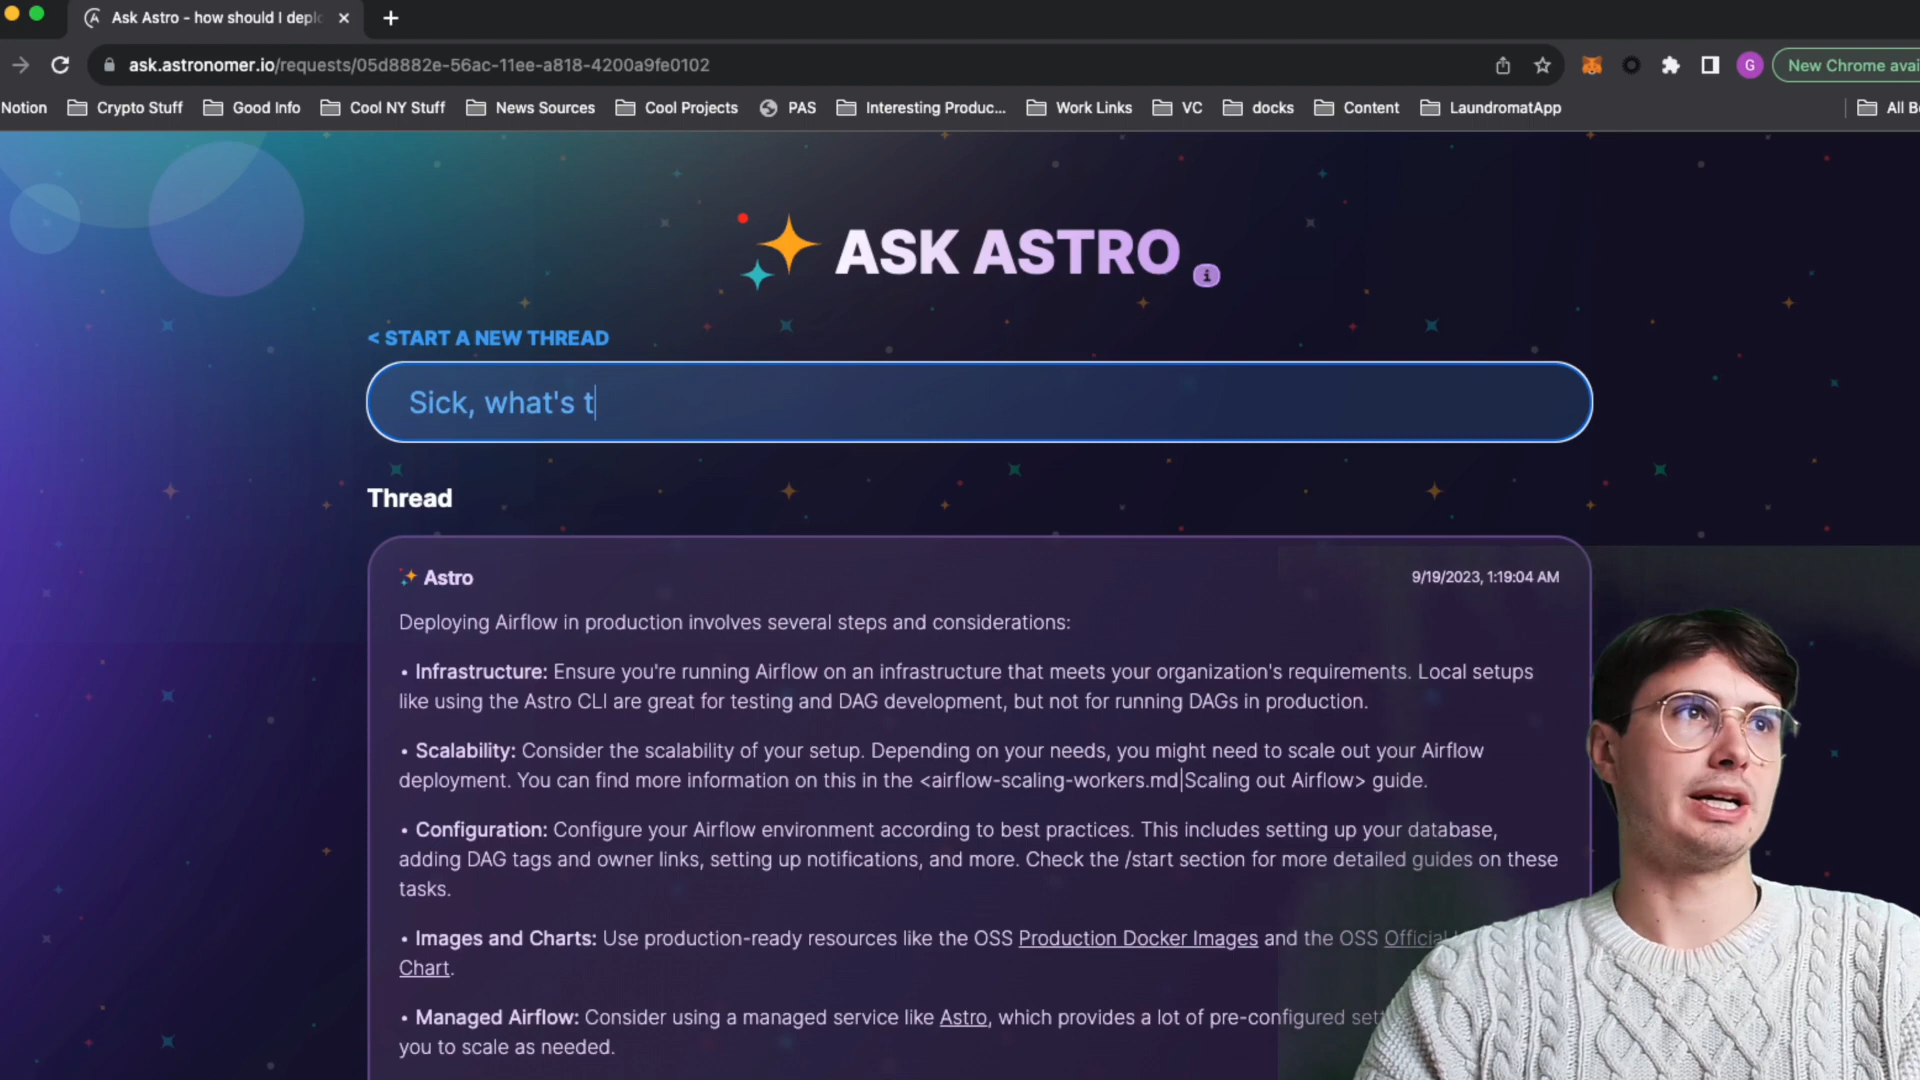 Ask Astro - how should I depl
ask.astronomer.io/requests/05d8882e-56ac-11ee-a818-4200a9fe0102
G
New Chrome avai
Notion
Crypto Stuff
Good Info
Cool NY Stuff
News Sources
Cool Projects
PAS
Interesting Produc...
Work Links
VC
docks
Content
LaundromatApp
All B
ASK ASTRO
i
< START A NEW THREAD
Sick, what's t
Thread
Astro
9/19/2023, 1:19:04 AM
Deploying Airflow in production involves several steps and considerations:
• Infrastructure: Ensure you're running Airflow on an infrastructure that meets your organization's requirements. Local setups
like using the Astro CLI are great for testing and DAG development, but not for running DAGs in production.
• Scalability: Consider the scalability of your setup. Depending on your needs, you might need to scale out your Airflow
deployment. You can find more information on this in the <airflow-scaling-workers.md|Scaling out Airflow> guide.
• Configuration: Configure your Airflow environment according to best practices. This includes setting up your database,
adding DAG tags and owner links, setting up notifications, and more. Check the /start section for more detailed guides on these
tasks.
• Images and Charts: Use production-ready resources like the OSS Production Docker Images and the OSS Official
Chart.
• Managed Airflow: Consider using a managed service like Astro, which provides a lot of pre-configured sett
you to scale as needed.